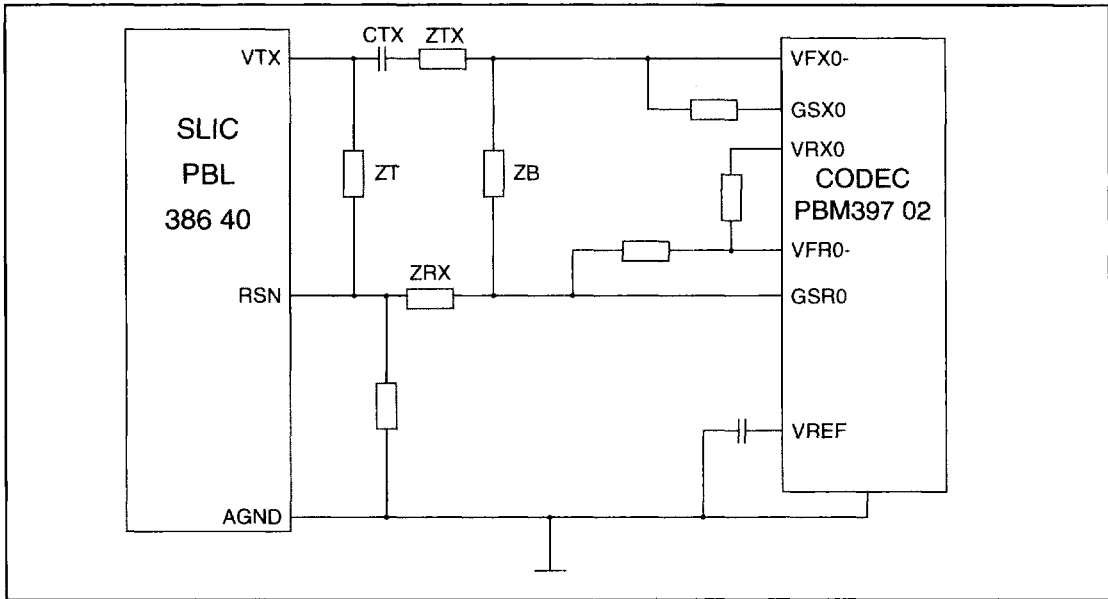 CTX
ZTX
VTX
VFX0-
GSX0
SLIC
PBL
386 40
ZT
ZB
VRX0
CODEC
PBM397 02
VFR0-
ZRX
RSN
GSR0
VREF
AGND